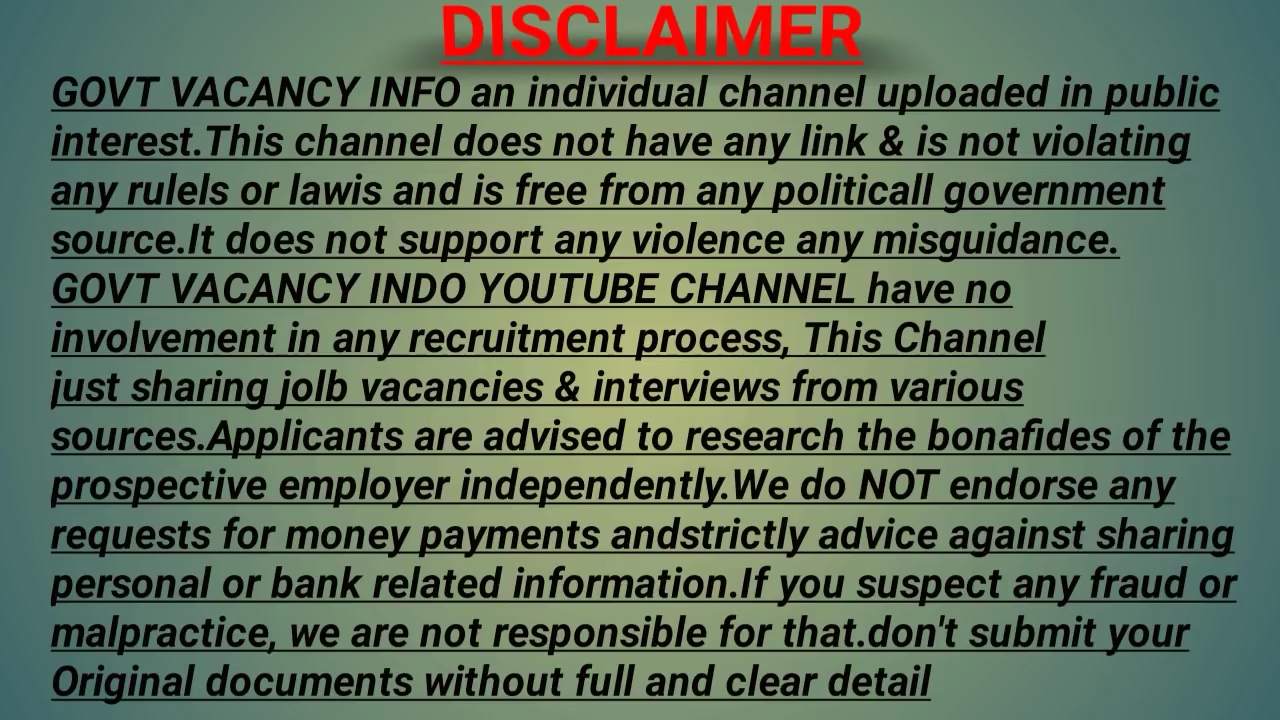 DISCLAIMER
GOVT VACANCY INFO an individual channel uploaded in public
interest.This channel does not have any link & is not violating
any rulels or lawis and is free from any politicall government
source.It does not support any violence any misguidance.
GOVT VACANCY INDO YOUTUBE CHANNEL have no
involvement in any recruitment process, This Channel
just sharing jolb vacancies & interviews from various
sources.Applicants are advised to research the bonafides of the
prospective employer independently.We do NOT endorse any
requests for money payments andstrictly advice against sharing
personal or bank related information.If you suspect any fraud or
malpractice, we are not responsible for that.don't submit your
Original documents without full and clear detail